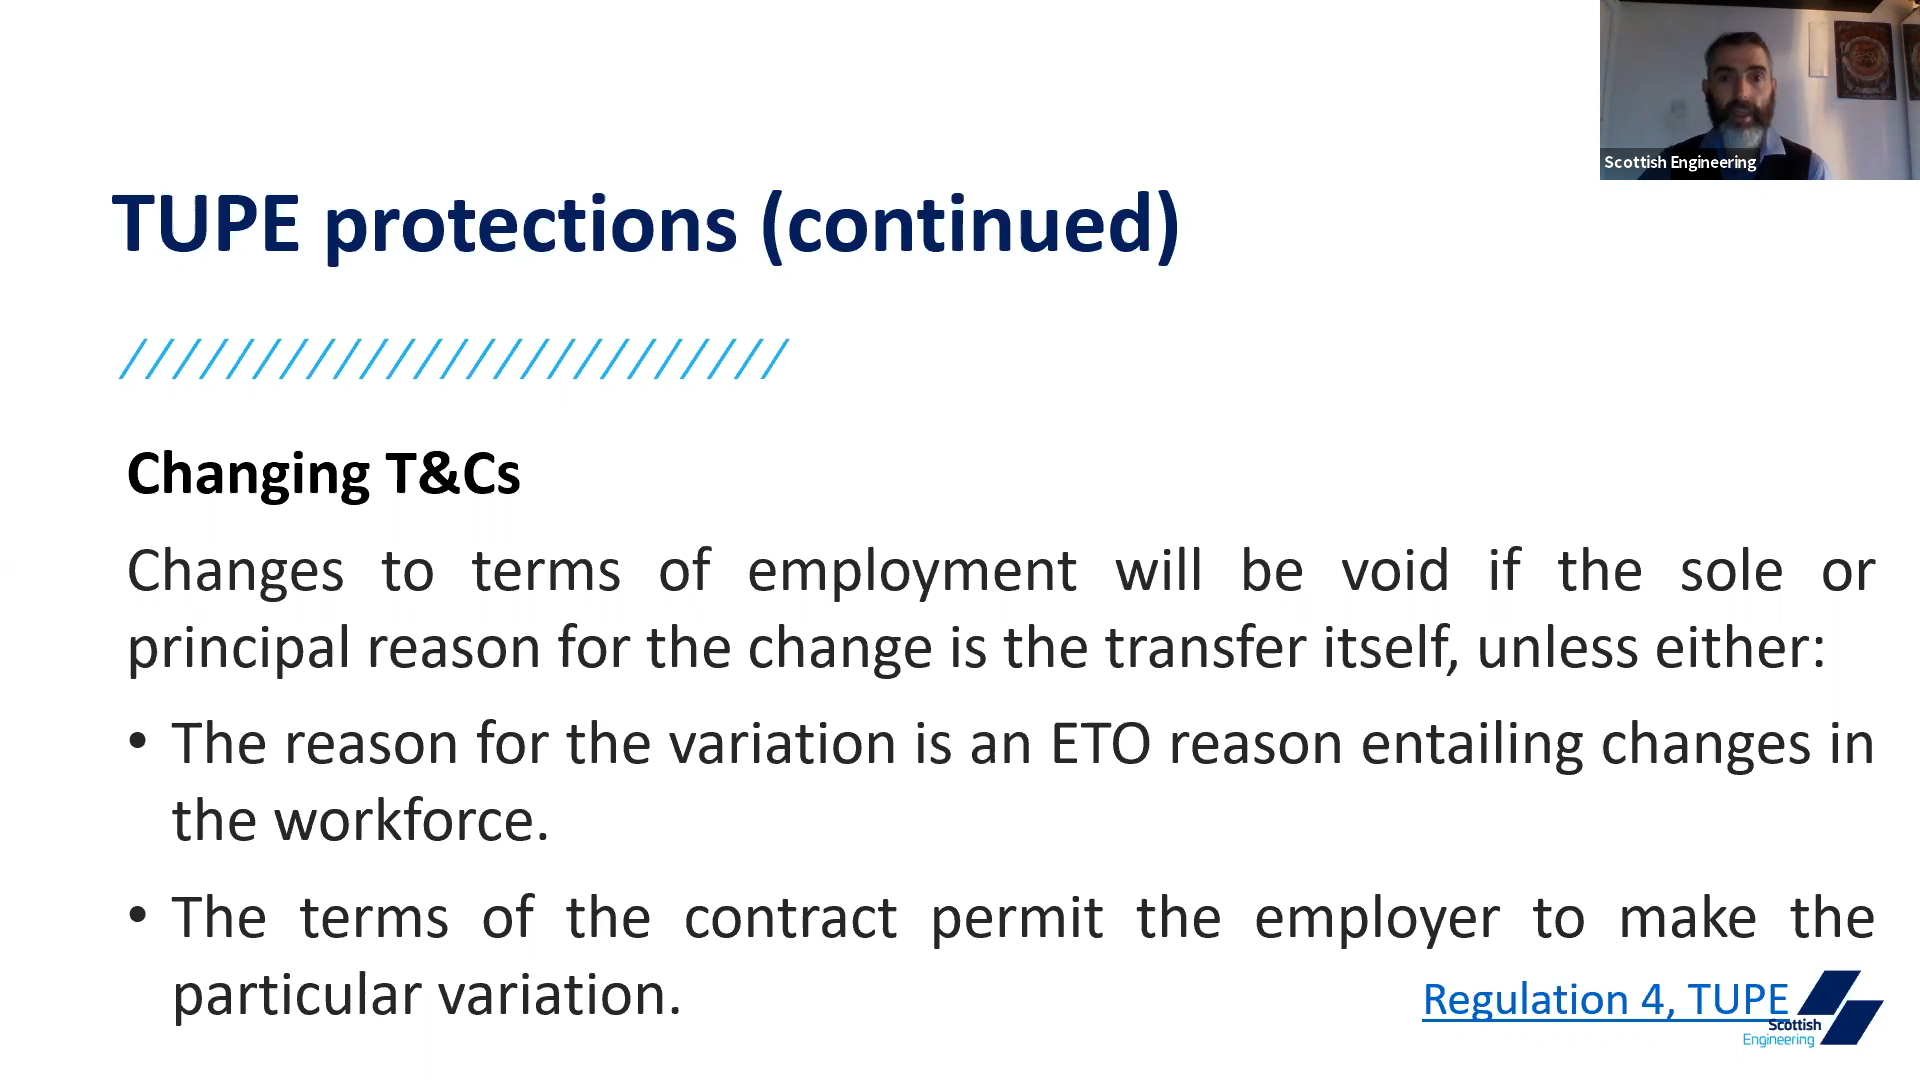 Scottish Engineering
TUPE protections (continued)
Changing T&Cs
Changes to terms of employment will be void if the sole or
principal reason for the change is the transfer itself, unless either:
• The reason for the variation is an ETO reason entailing changes in
the workforce.
• The terms of the contract permit the employer to make the
particular variation.
Regulation 4, TUPE
Scottish
Engineering